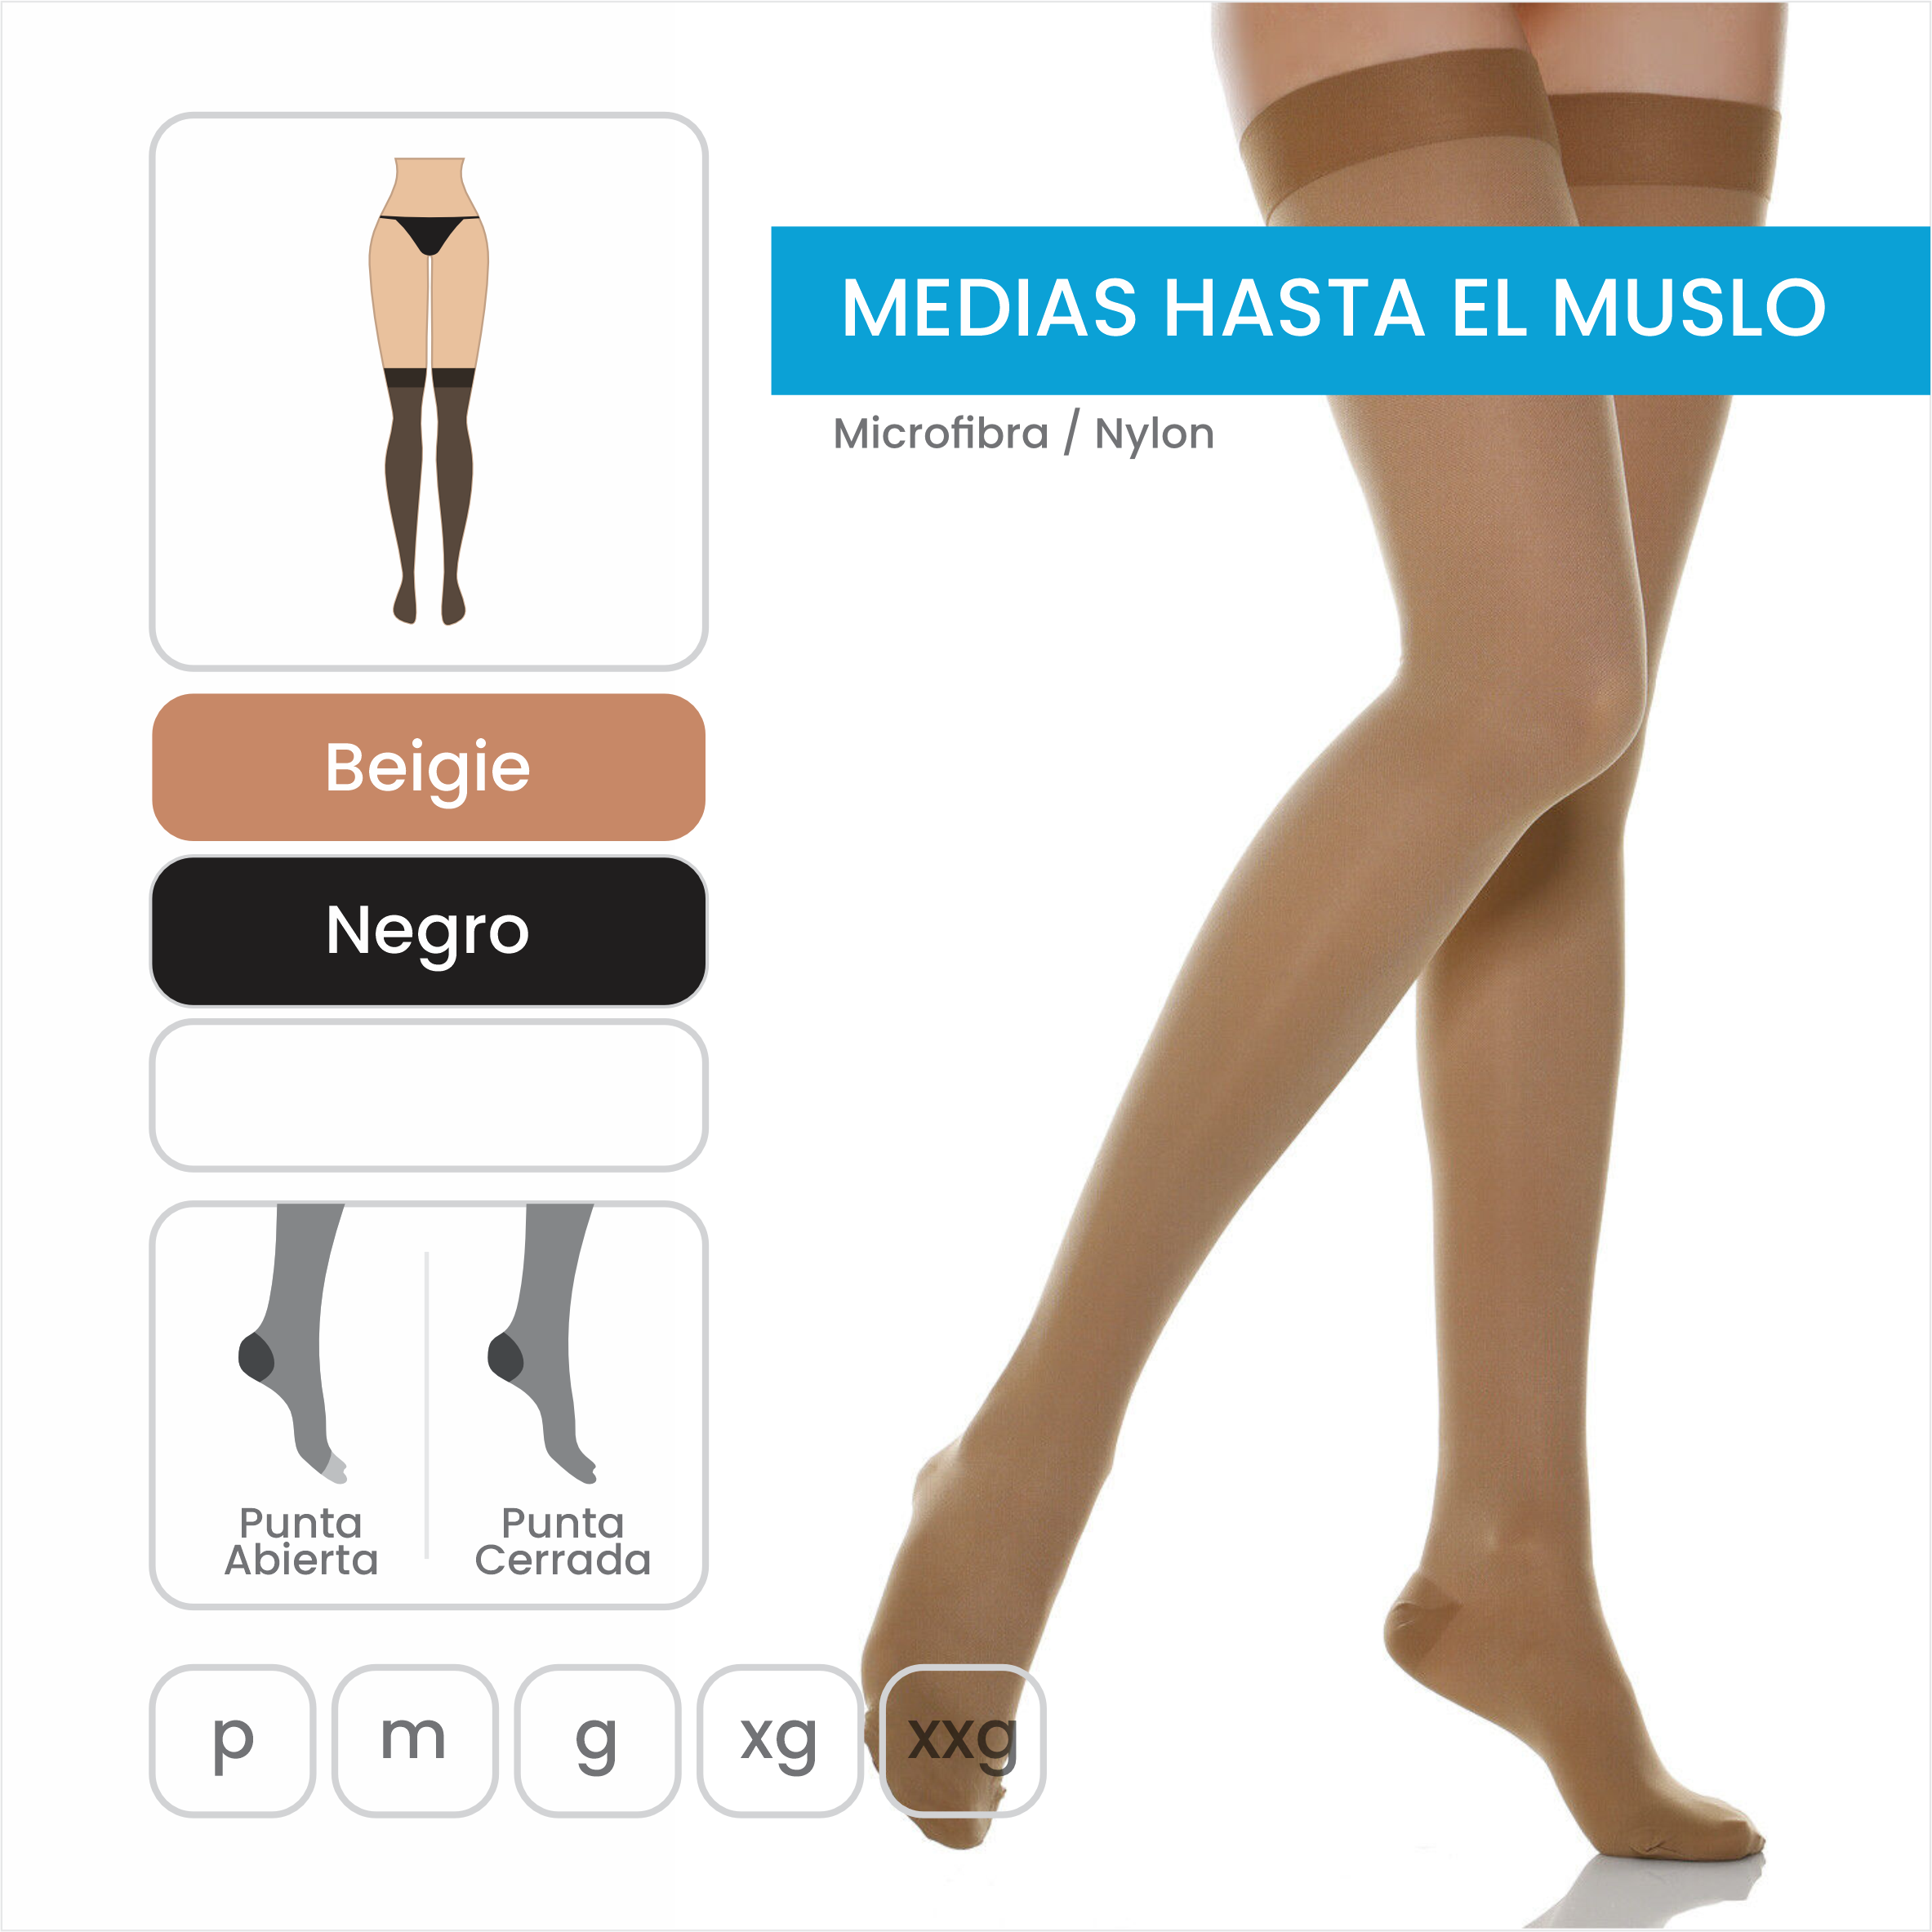 MEDIAS HASTA EL MUSLO
Microfibra / Nylon
Beigie
Negro
Punta
Abierta
Punta
Cerrada
p
m
g
xg
xxg